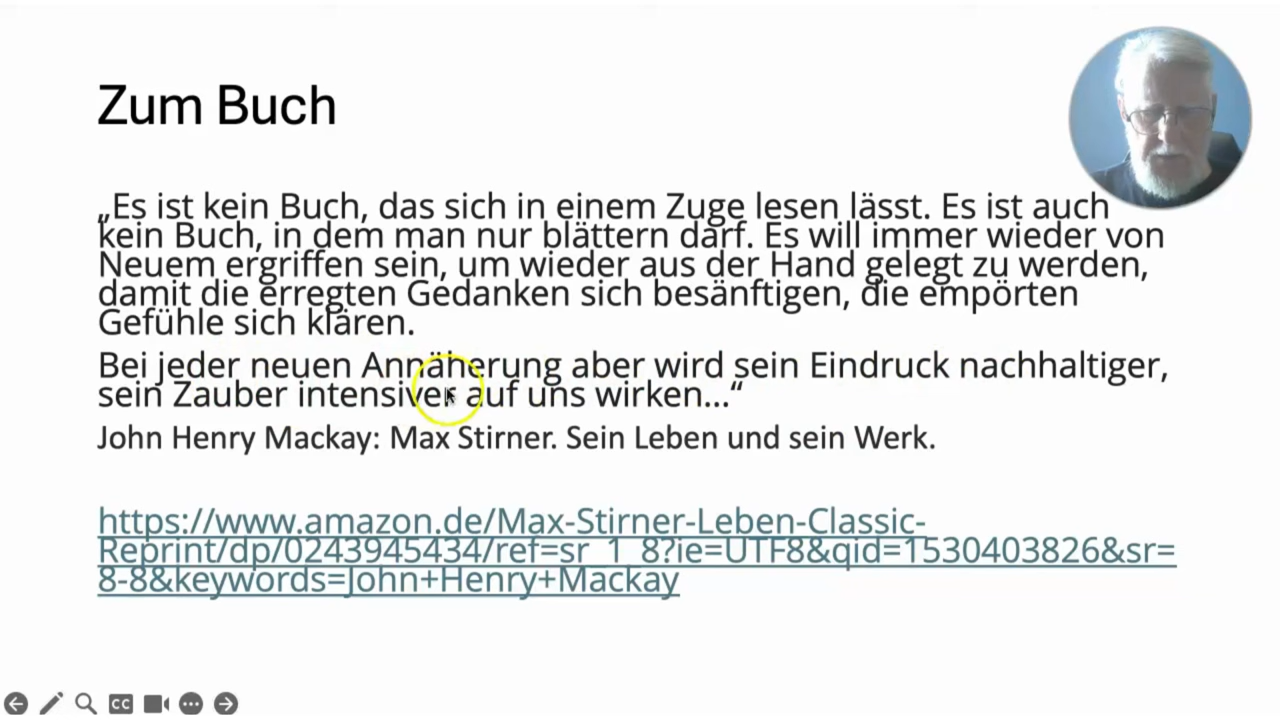 Zum Buch
„Es ist kein Buch, das sich in einem Zuge lesen lässt. Es ist auch
kein Buch, in dem man nur blättern darf. Es will immer wieder von
Neuem ergriffen sein, um wieder aus der Hand gelegt zu werden,
damit die erregten Gedanken sich besänftigen, die empörten
Gefühle sich klären.
Bei jeder neuen Annäherung aber wird sein Eindruck nachhaltiger,
sein Zauber intensiver auf uns wirken…“
John Henry Mackay: Max Stirner. Sein Leben und sein Werk.
https://www.amazon.de/Max-Stirner-Leben-Classic-
Reprint/dp/0243945434/ref=sr_1_8?ie=UTF8&qid=1530403826&sr=
8-8&keywords=John+Henry+Mackay
CC